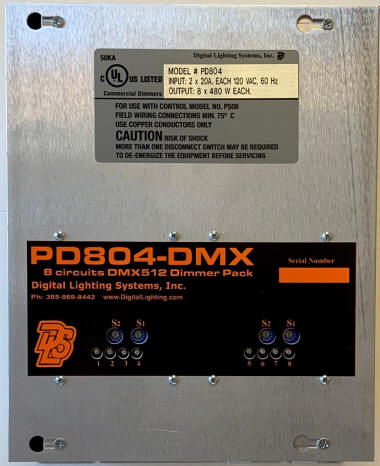 50KA
Digital Lighting Systems, Inc.
C UL US LISTED
Commercial Dimmers
MODEL # PD804
INPUT: 2 x 20A. EACH 120 VAC, 60 Hz
OUTPUT: 8 x 480 W EACH.
FOR USE WITH CONTROL MODEL NO. PS08
FIELD WIRING CONNECTIONS MIN. 75° C
USE COPPER CONDUCTORS ONLY
CAUTION RISK OF SHOCK
MORE THAN ONE DISCONNECT SWITCH MAY BE REQUIRED
TO DE-ENERGIZE THE EQUIPMENT BEFORE SERVICING
PD804-DMX
8 circuits DMX512 Dimmer Pack
Digital Lighting Systems, Inc.
Ph: 305-969-8442 www.DigitalLighting.com
Serial Number
DLS
S2 S1 S2 S1
1 2 3 4 5 6 7 8